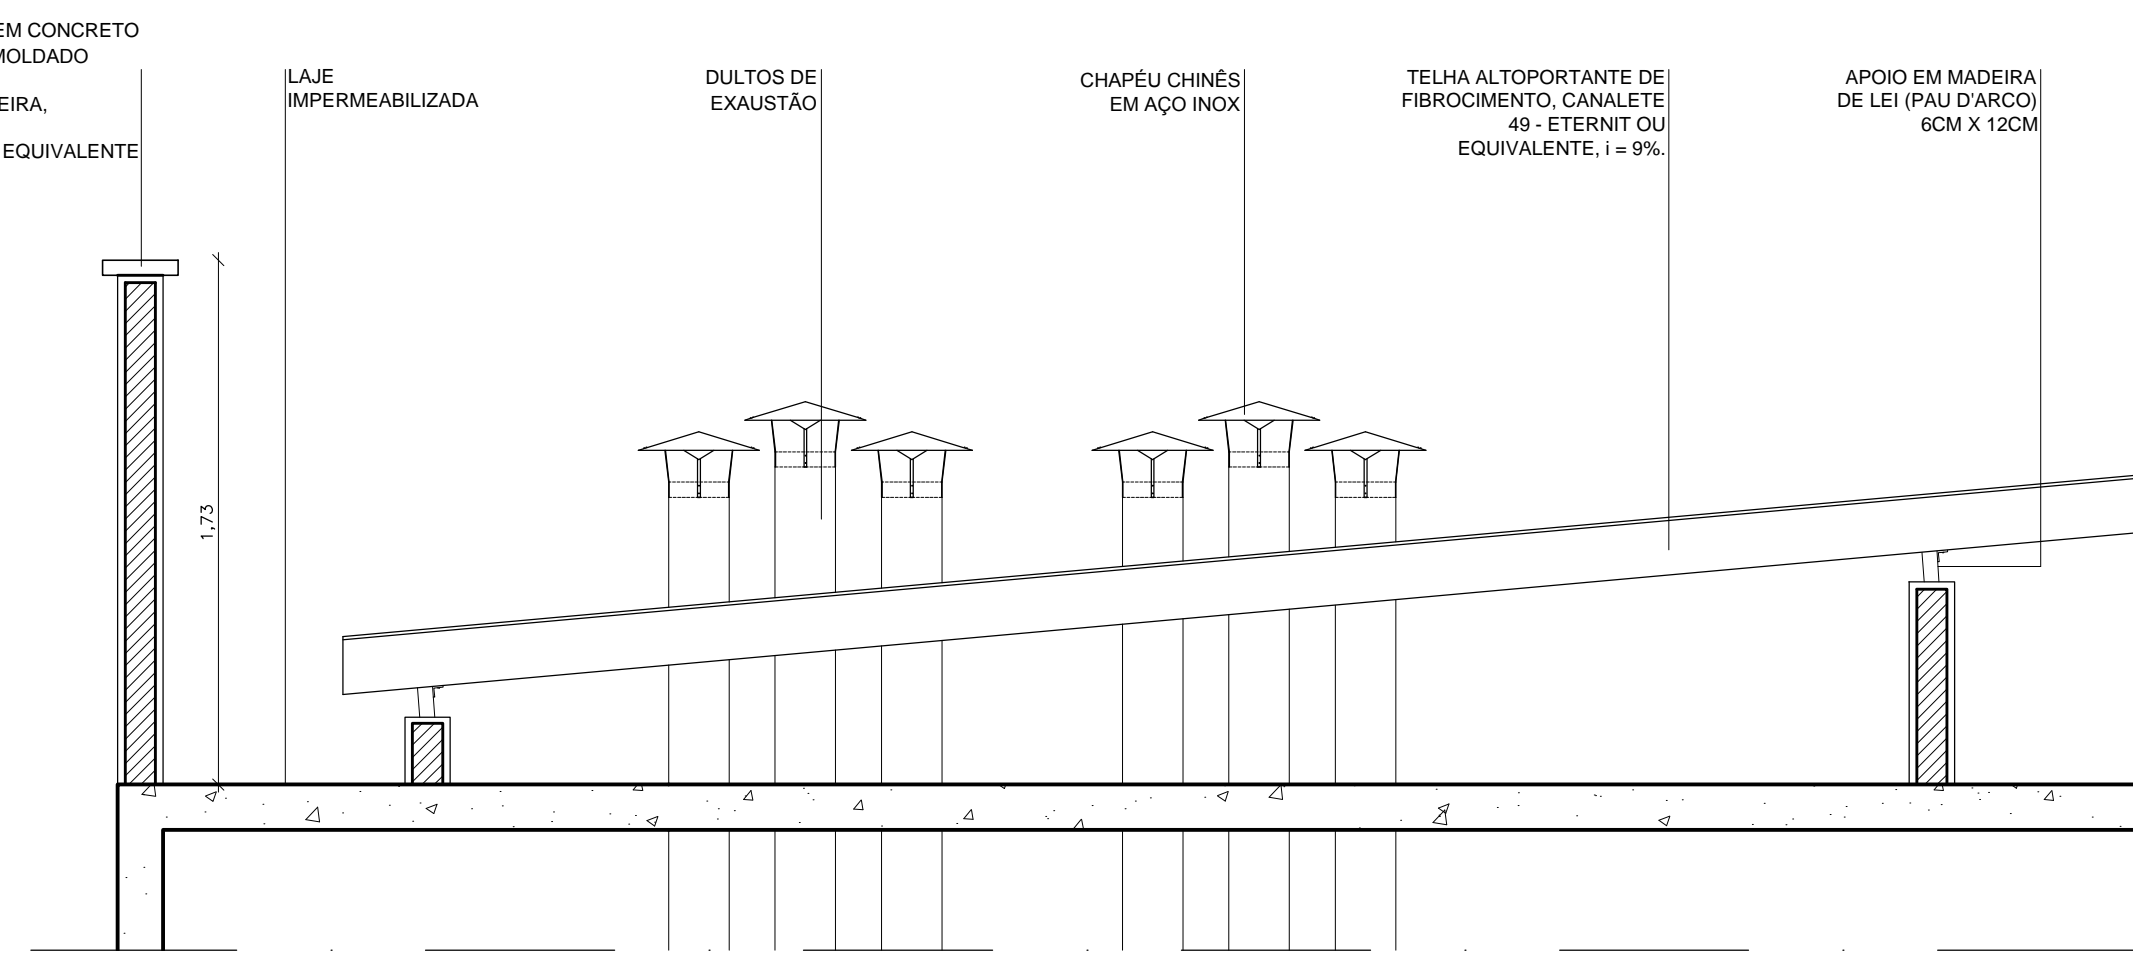 EM CONCRETO
MOLDADO
EIRA,
EQUIVALENTE
LAJE
IMPERMEABILIZADA
DULTOS DE
EXAUSTÃO
CHAPÉU CHINÊS
EM AÇO INOX
TELHA ALTOPORTANTE DE
FIBROCIMENTO, CANALETE
49 - ETERNIT OU
EQUIVALENTE, i = 9%.
APOIO EM MADEIRA
DE LEI (PAU D'ARCO)
6CM X 12CM
1,73